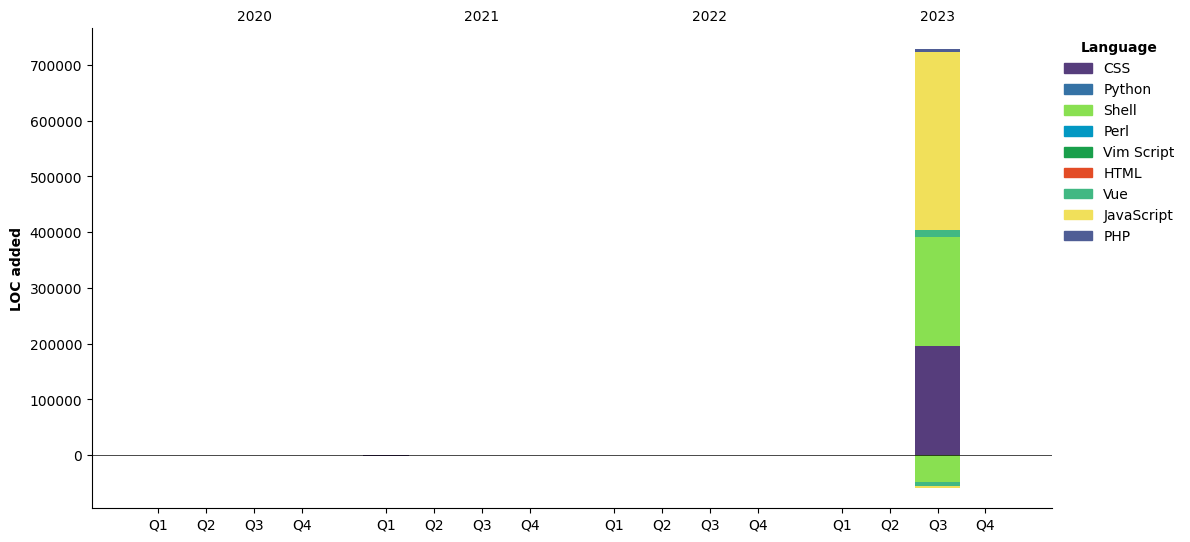 2020 2021 2022 2023
LOC added
700000
600000
500000
400000
300000
200000
100000
0
Q1 Q2 Q3 Q4 Q1 Q2 Q3 Q4 Q1 Q2 Q3 Q4 Q1 Q2 Q3 Q4
Language
CSS
Python
Shell
Perl
Vim Script
HTML
Vue
JavaScript
PHP